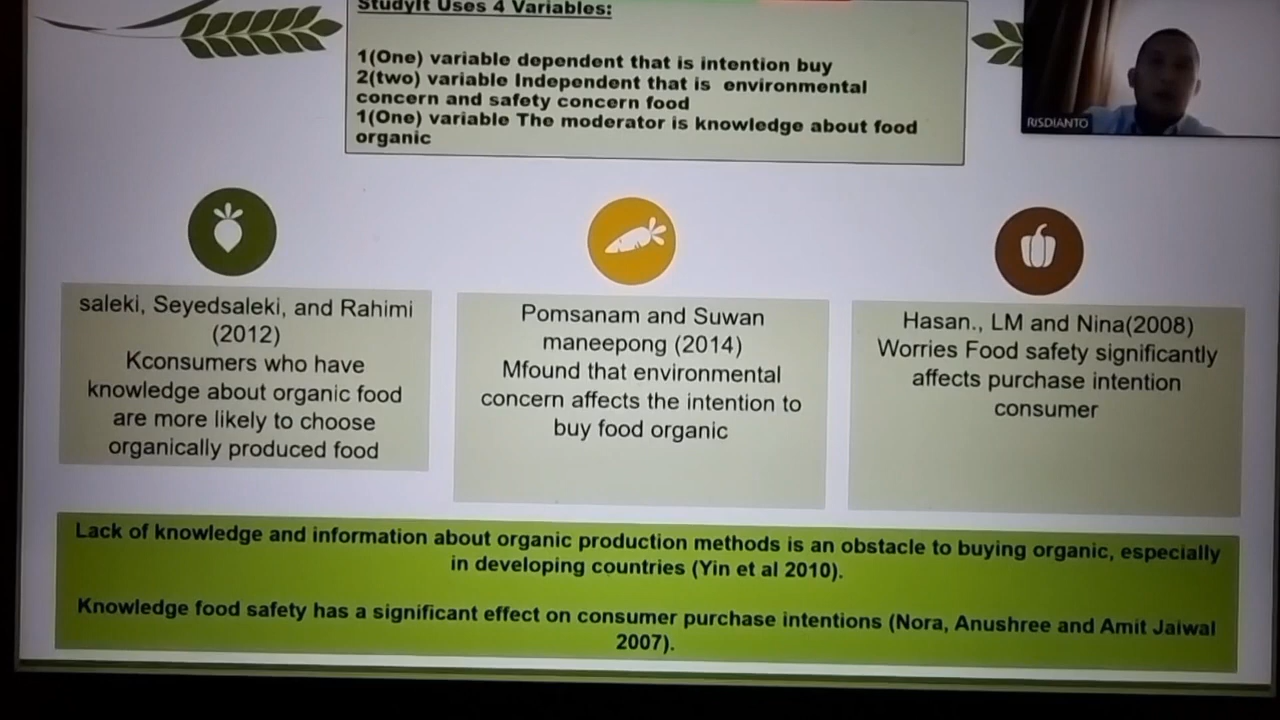 StudyIt Uses 4 Variables:
1(One) variable dependent that is intention buy
2(two) variable Independent that is environmental
concern and safety concern food
1(One) variable The moderator is knowledge about food
organic
RISDIANTO
saleki, Seyedsaleki, and Rahimi
(2012)
Kconsumers who have
knowledge about organic food
are more likely to choose
organically produced food
Pomsanam and Suwan
maneepong (2014)
Mfound that environmental
concern affects the intention to
buy food organic
Hasan., LM and Nina(2008)
Worries Food safety significantly
affects purchase intention
consumer
Lack of knowledge and information about organic production methods is an obstacle to buying organic, especially
in developing countries (Yin et al 2010).
Knowledge food safety has a significant effect on consumer purchase intentions (Nora, Anushree and Amit Jaiwal
2007).